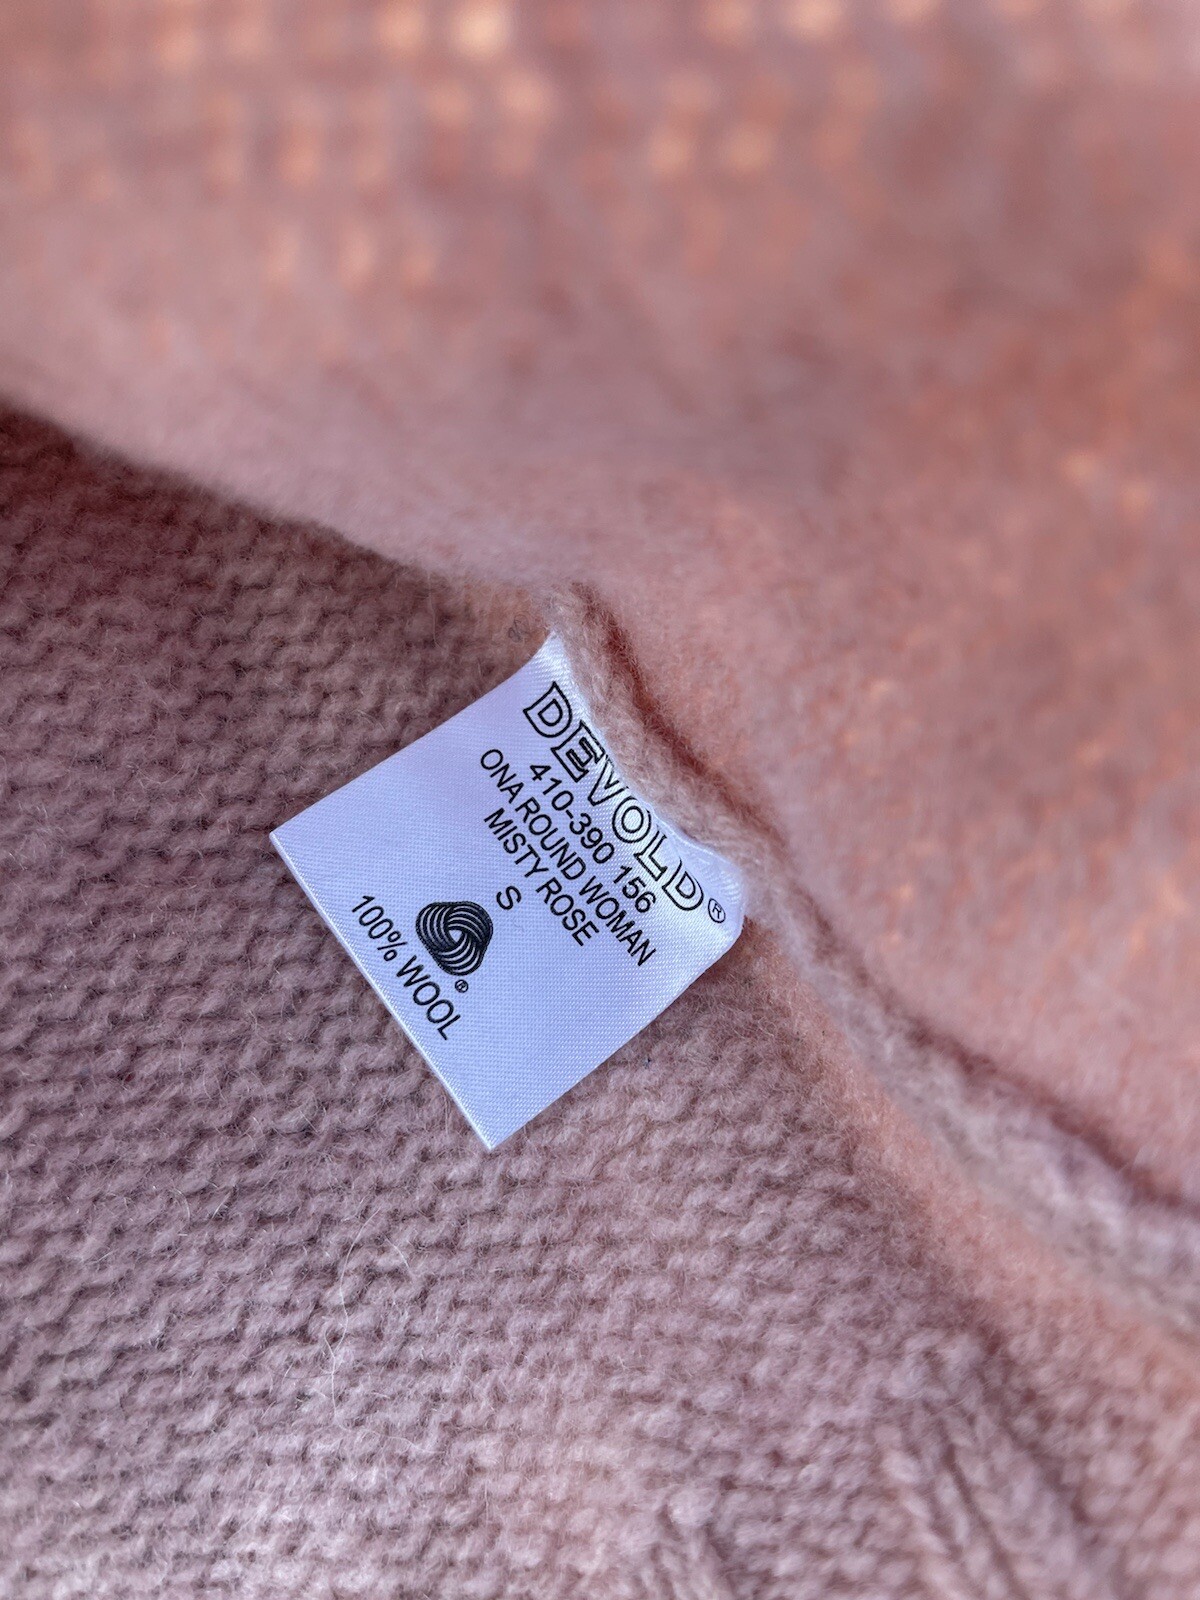 DEVOLD®
410-390 156
ONA ROUND WOMAN
MISTY ROSE
S
®
100% WOOL